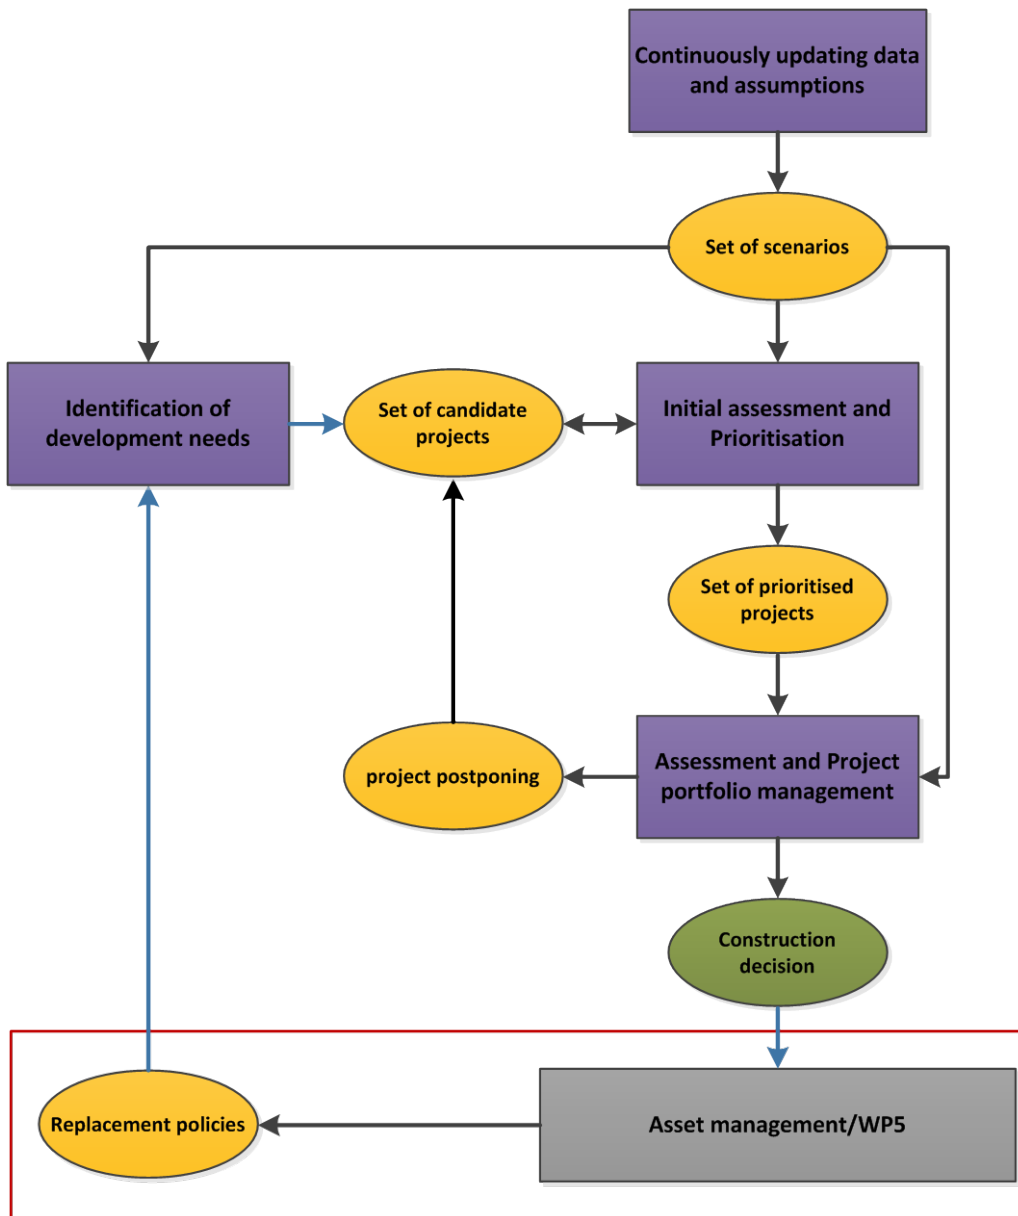 Continuously updating data
and assumptions
Set of scenarios
Identification of
development needs
Set of candidate
projects
Initial assessment and
Prioritisation
Set of prioritised
projects
project postponing
Assessment and Project
portfolio management
Construction
decision
Replacement policies
Asset management/WP5